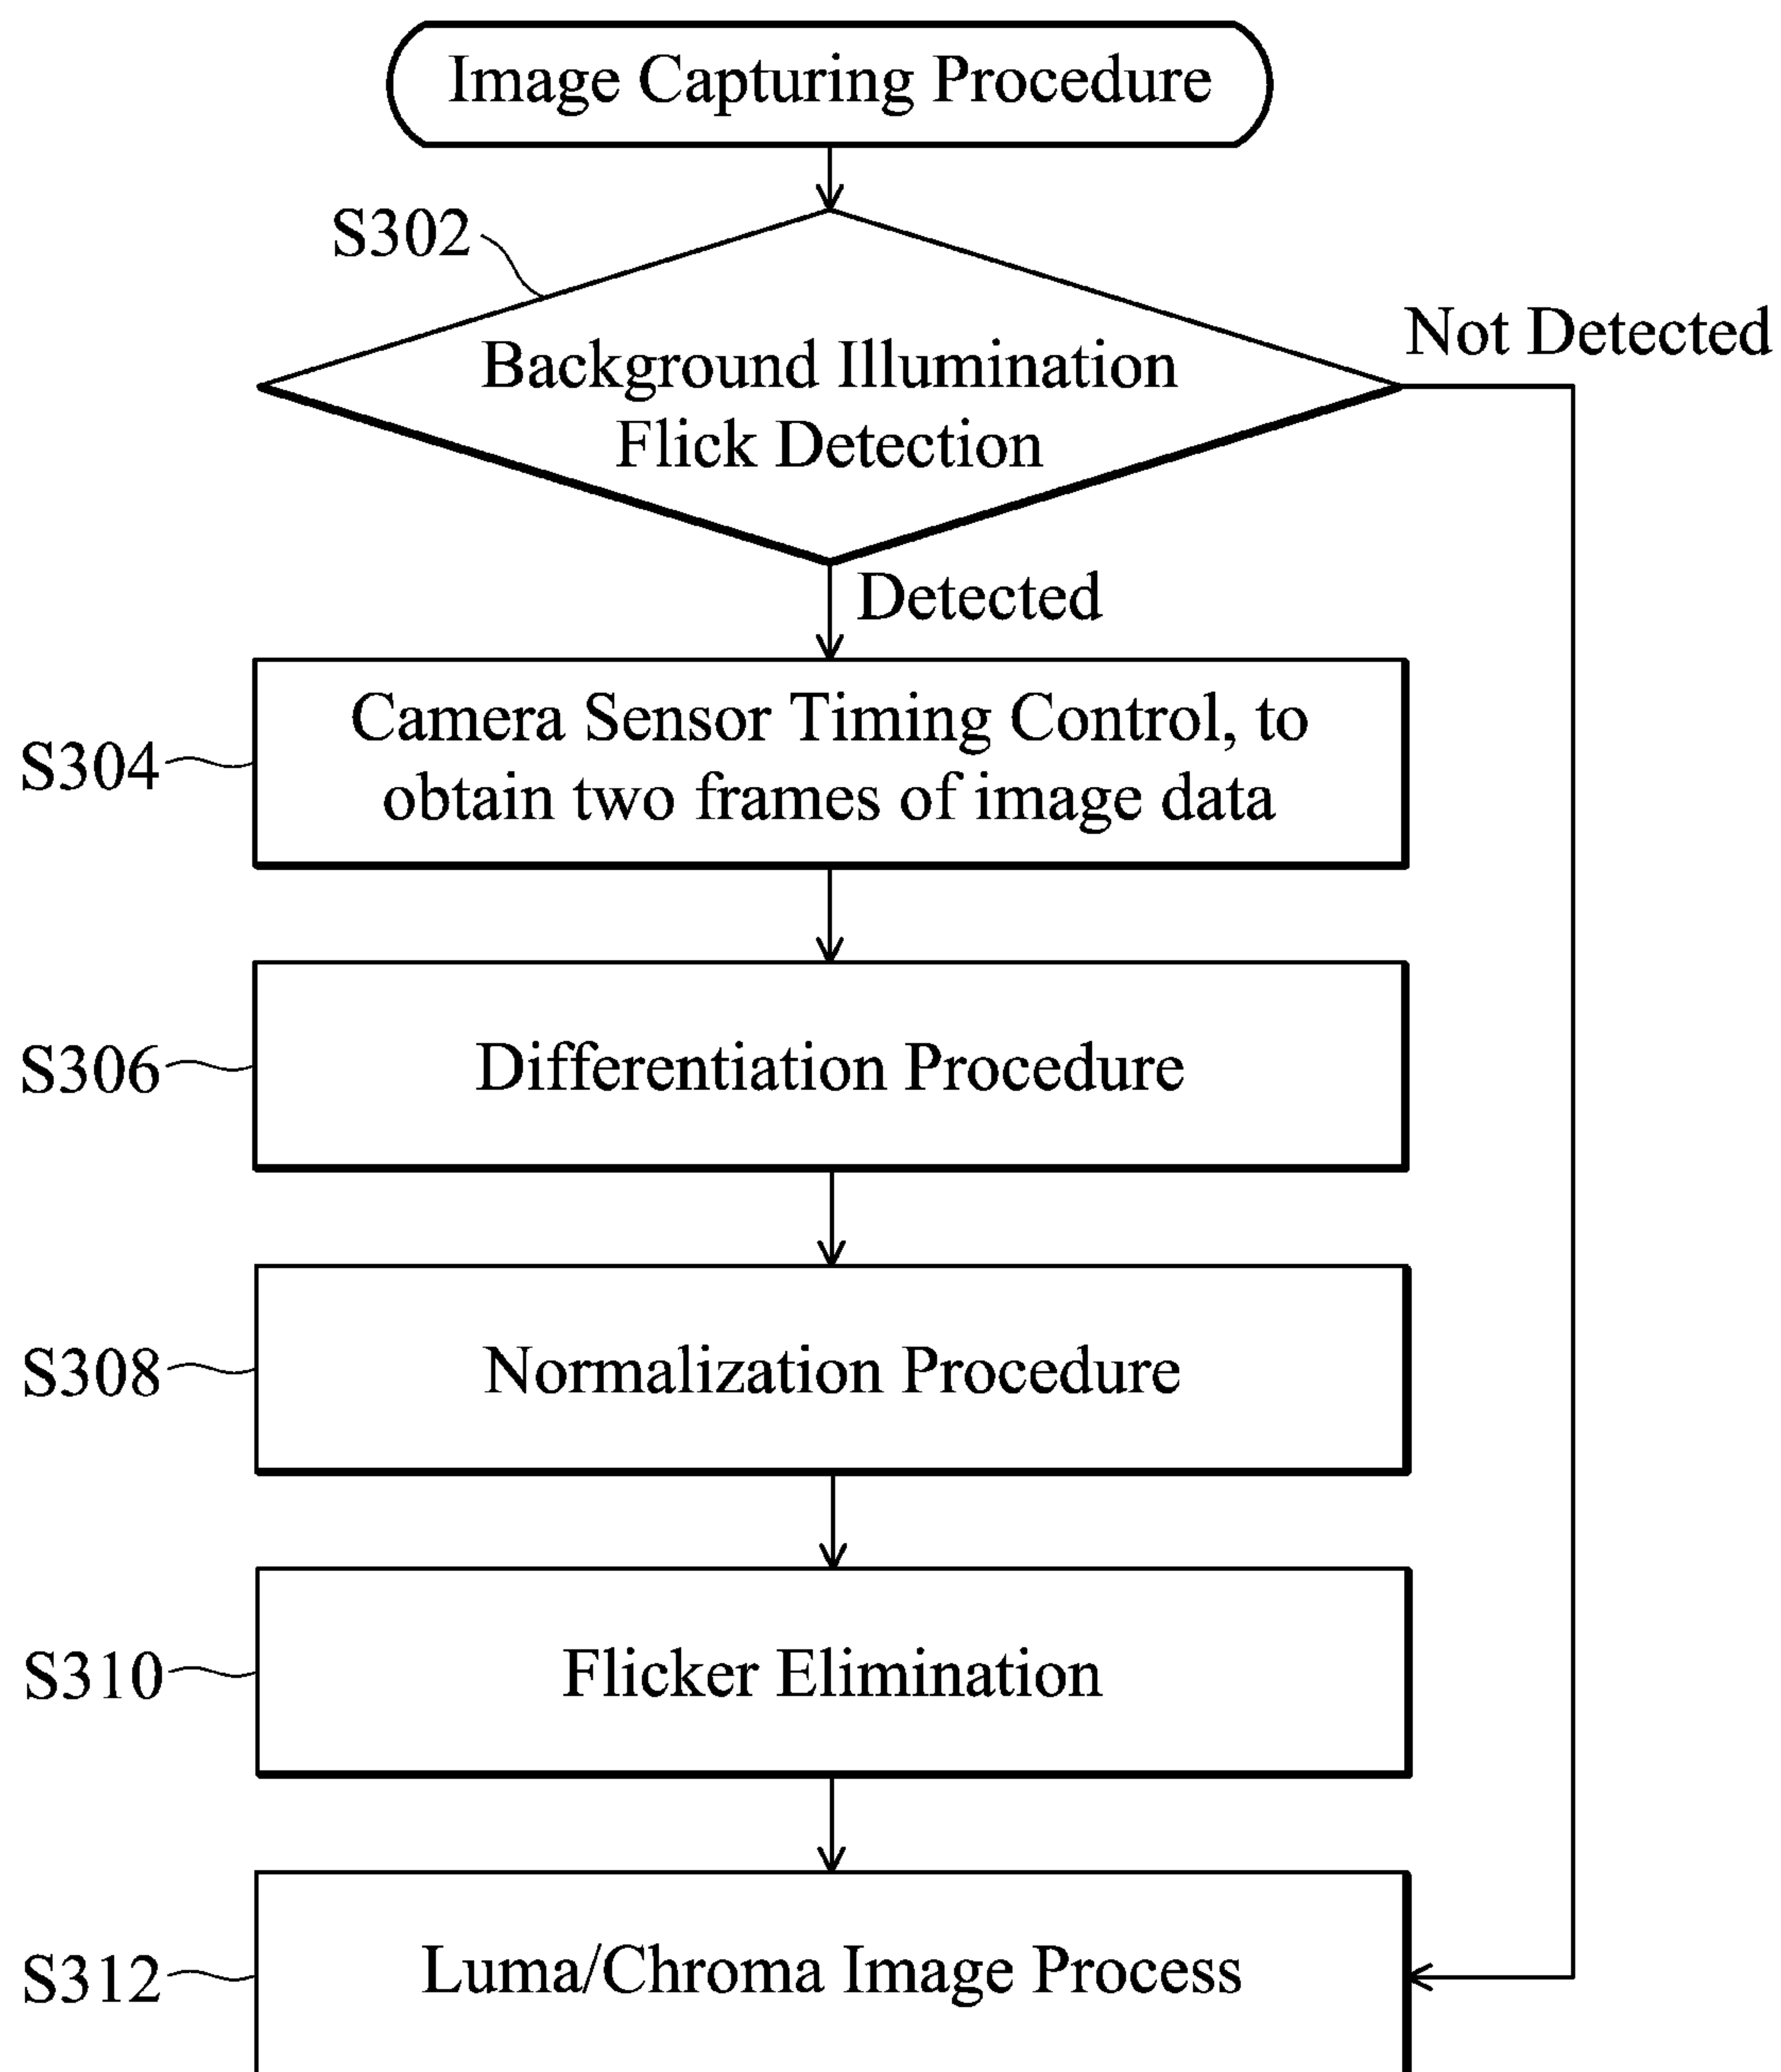 Image Capturing Procedure
S302
Not Detected
Background Illumination
Flick Detection
Detected
Camera Sensor Timing Control, to
obtain two frames of image data
S304
Differentiation Procedure
S306
Normalization Procedure
S308
Flicker Elimination
S310
Luma/Chroma Image Process
S312